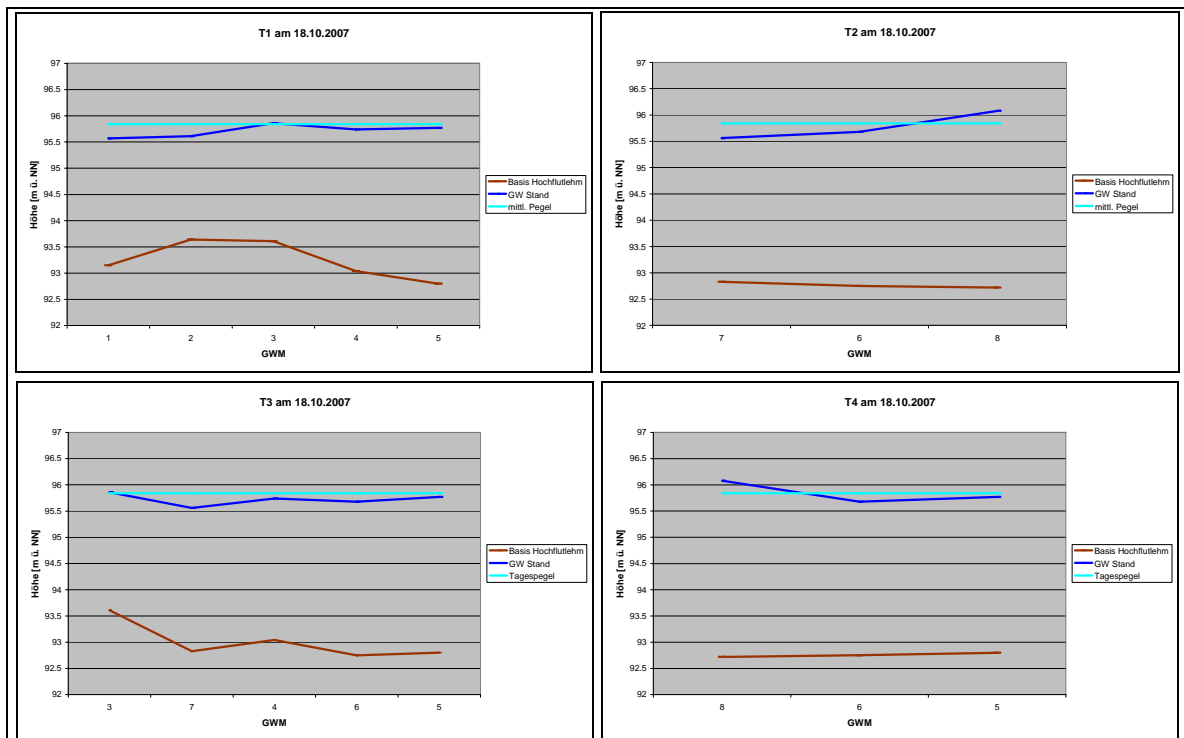 T1 am 18.10.2007
97
96.5
96
95.5
95
94.5
94
93.5
93
92.5
92
Höhe [m ü. NN]
1 2 3 4 5
GWM
Basis Hochflutlehm
GW Stand
mittl. Pegel
T2 am 18.10.2007
97
96.5
96
95.5
95
94.5
94
93.5
93
92.5
92
Höhe [m ü. NN]
7 6 8
GWM
Basis Hochflutlehm
GW Stand
mittl. Pegel
T3 am 18.10.2007
97
96.5
96
95.5
95
94.5
94
93.5
93
92.5
92
Höhe [m ü. NN]
3 7 4 6 5
GWM
Basis Hochflutlehm
GW Stand
Tagespegel
T4 am 18.10.2007
97
96.5
96
95.5
95
94.5
94
93.5
93
92.5
92
Höhe [m ü. NN]
8 6 5
GWM
Basis Hochflutlehm
GW Stand
Tagespegel